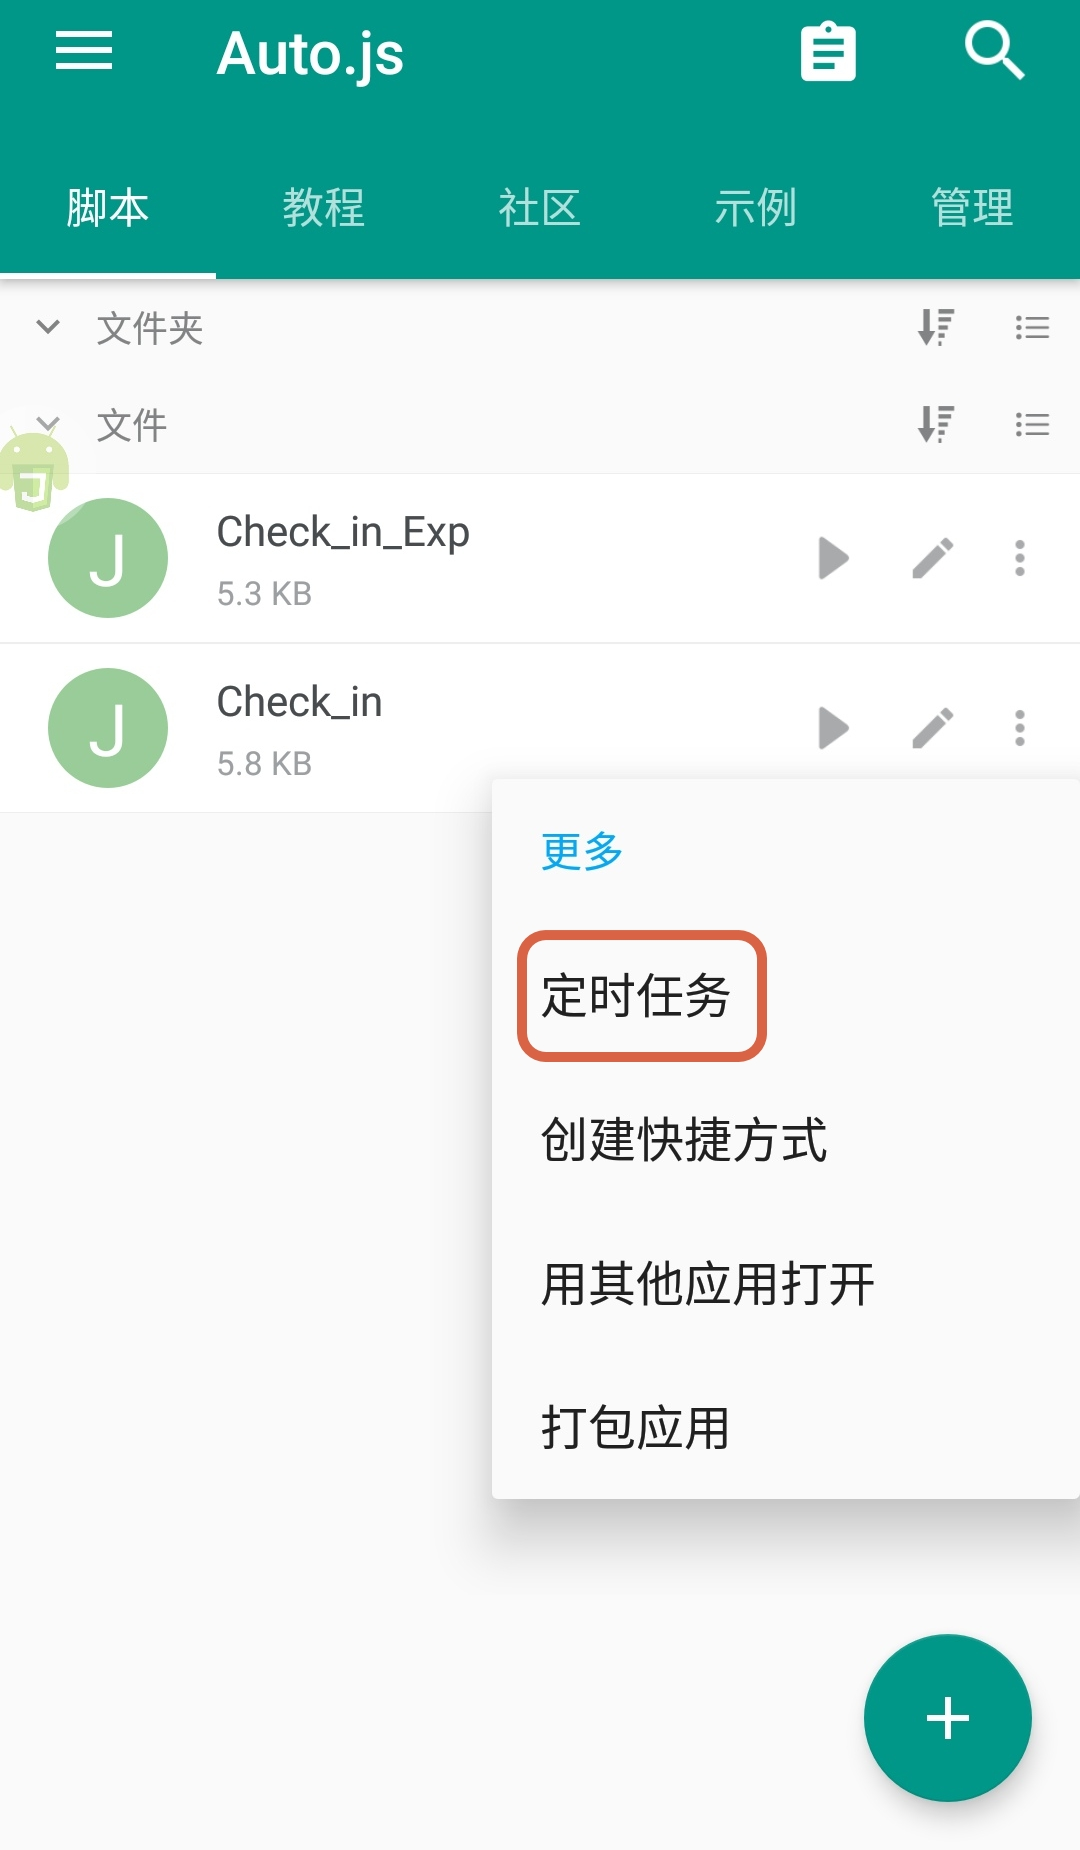 Auto.js
脚本 教程 社区 示例 管理
文件夹
文件
J
J Check_in_Exp
5.3 KB
J Check_in
5.8 KB
更多
定时任务
创建快捷方式
用其他应用打开
打包应用